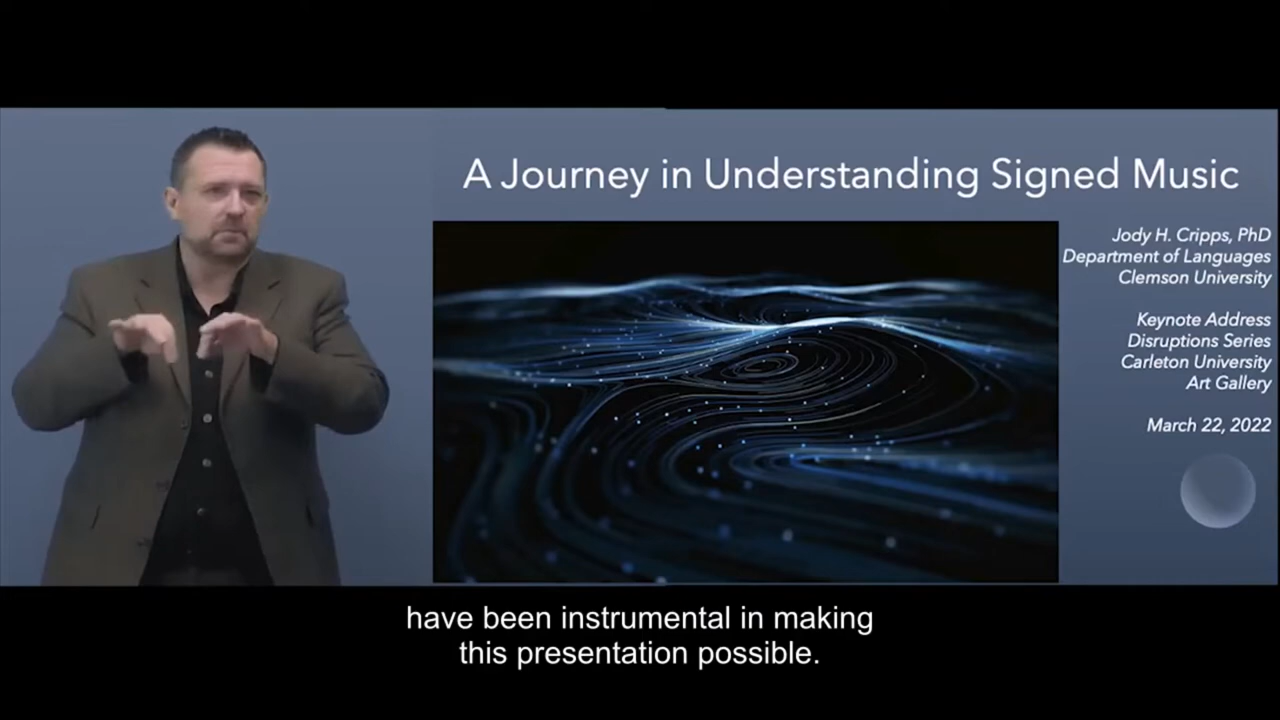 A Journey in Understanding Signed Music
Jody H. Cripps, PhD
Department of Languages
Clemson University
Keynote Address
Disruptions Series
Carleton University
Art Gallery
March 22, 2022
have been instrumental in making
this presentation possible.